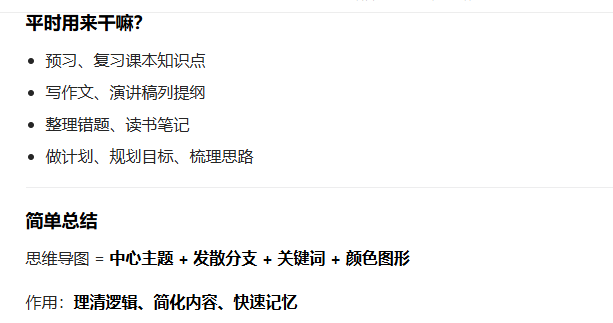 平时用来干嘛？
预习、复习课本知识点
写作文、演讲稿列提纲
整理错题、读书笔记
做计划、规划目标、梳理思路
简单总结
思维导图 = 中心主题 + 发散分支 + 关键词 + 颜色图形
作用：理清逻辑、简化内容、快速记忆